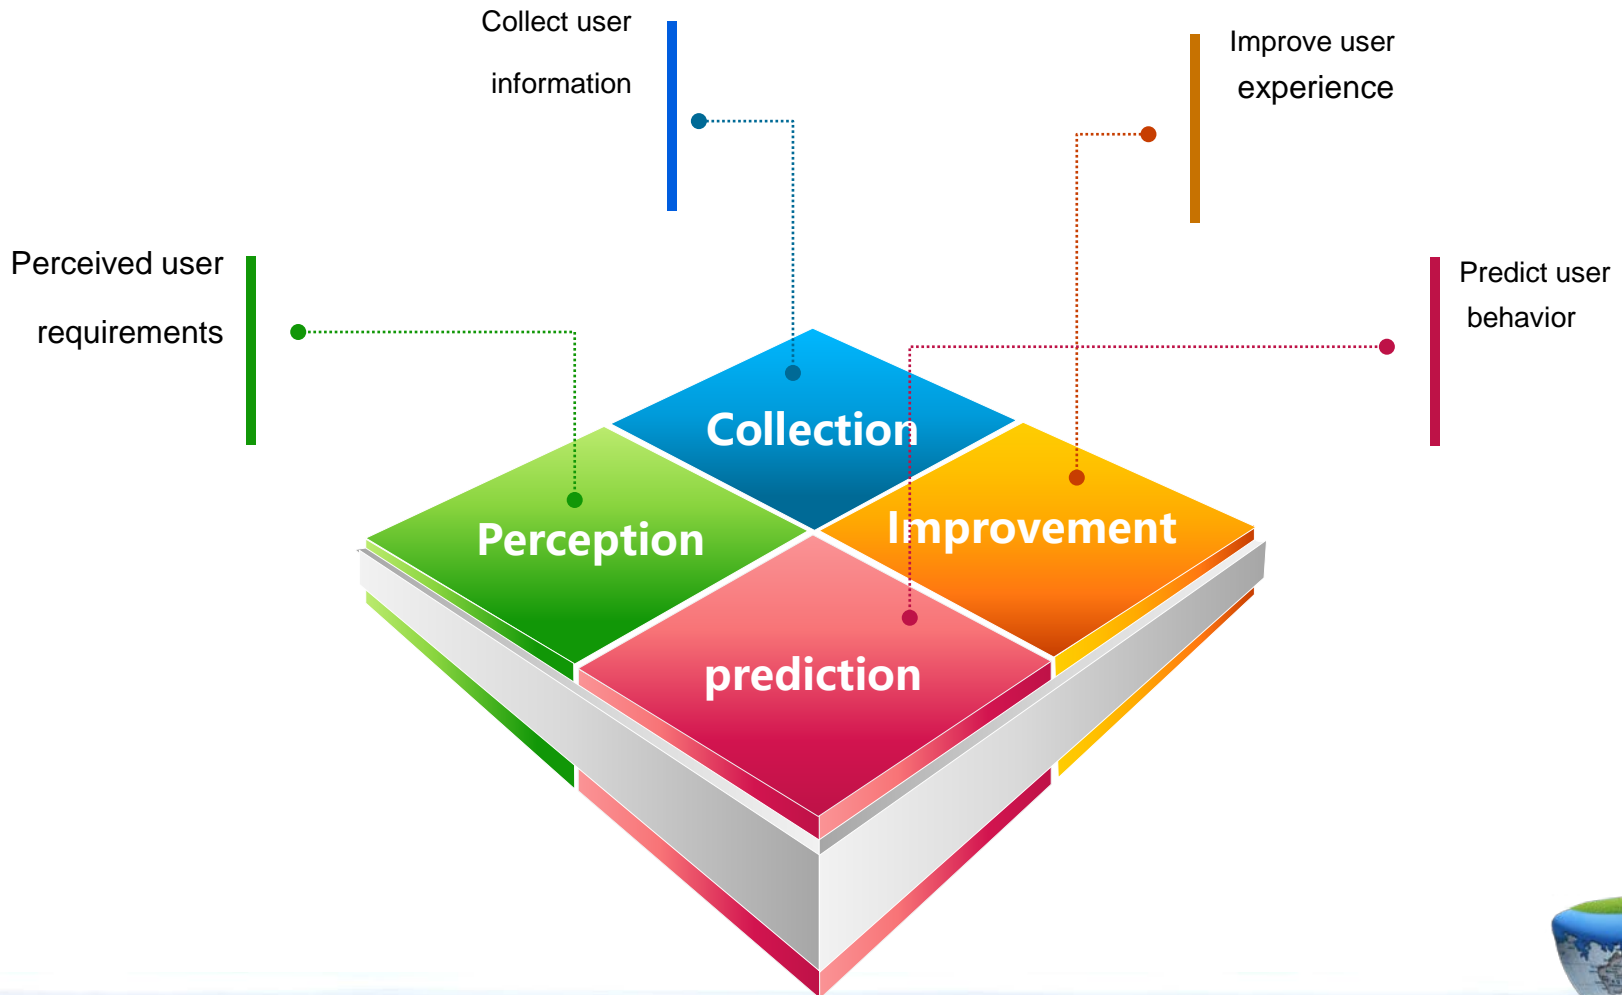 Collect user
information
Improve user
experience
Perceived user
requirements
Predict user
behavior
Collection
Perception
Improvement
prediction